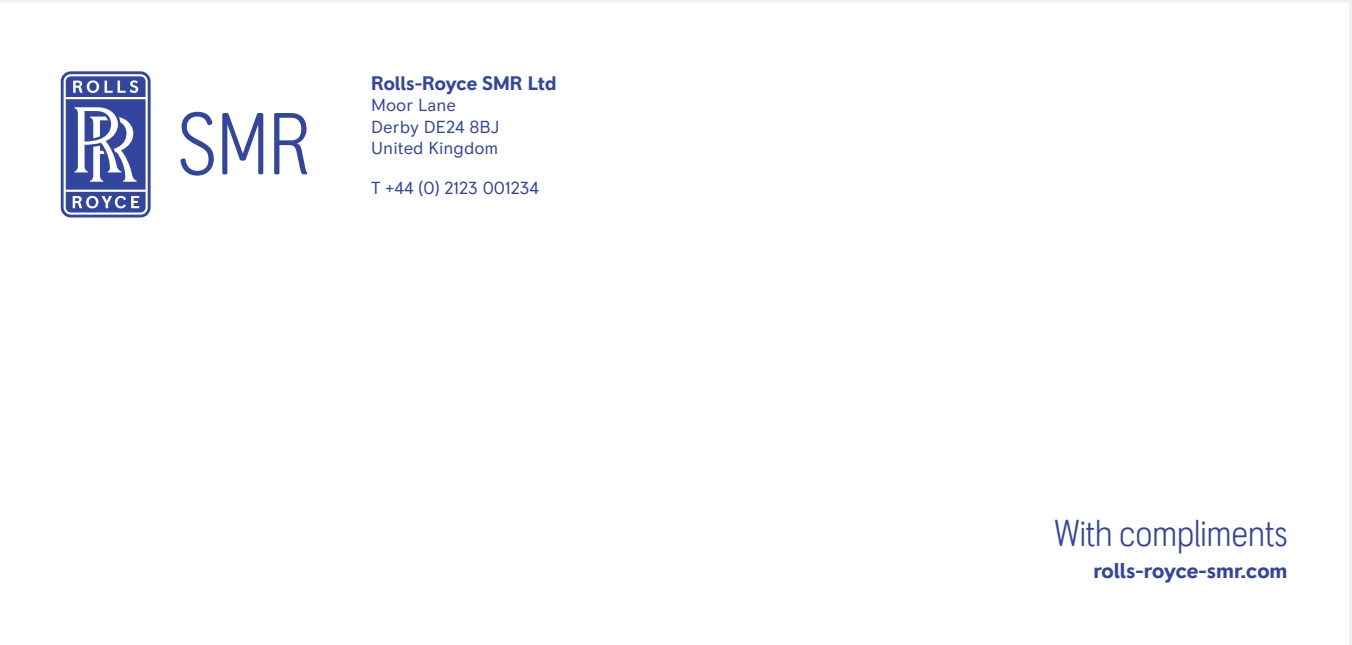 ROLLS
RR
ROYCE
SMR
Rolls-Royce SMR Ltd
Moor Lane
Derby DE24 8BJ
United Kingdom
T +44 (0) 2123 001234
With compliments
rolls-royce-smr.com